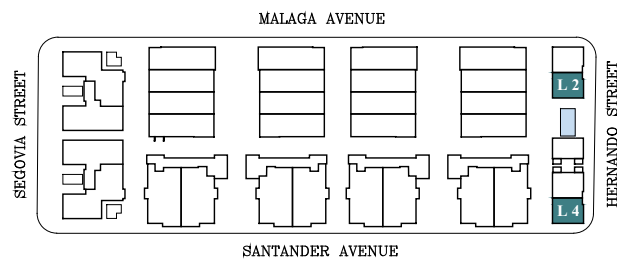 MALAGA AVENUE
SEGOVIA STREET
HERNANDO STREET
L 2
L 4
SANTANDER AVENUE